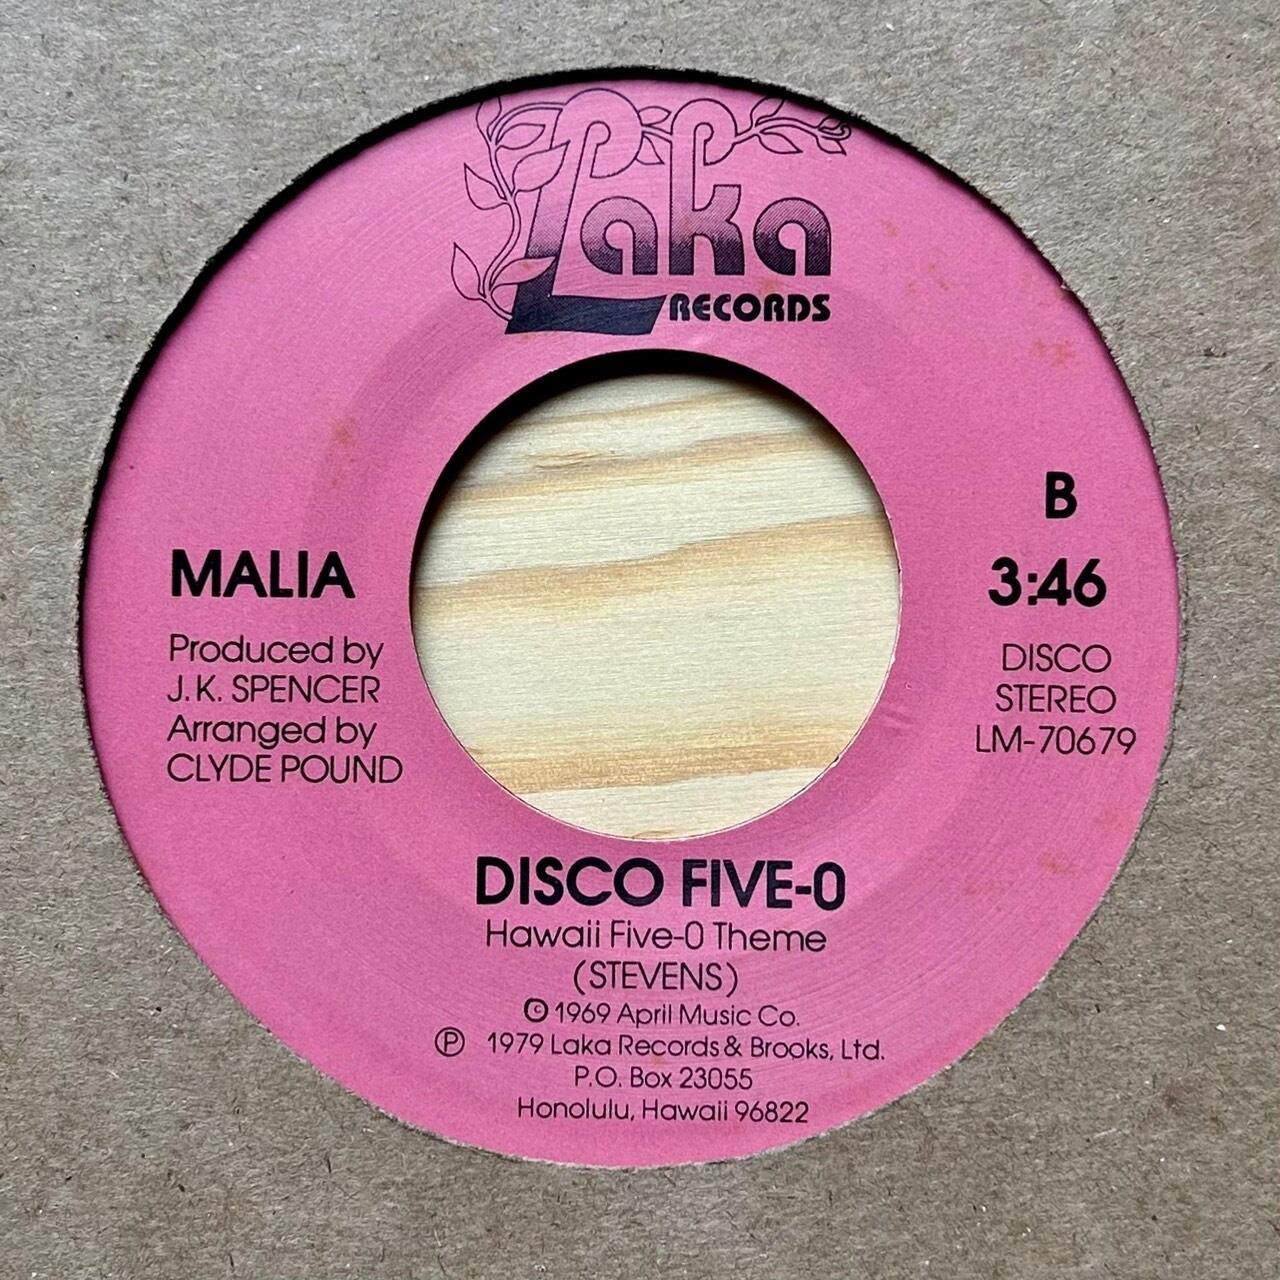 Laka
RECORDS
B
MALIA
3:46
Produced by
J.K. SPENCER
Arranged by
CLYDE POUND
DISCO
STEREO
LM-70679
DISCO FIVE-0
Hawaii Five-0 Theme
(STEVENS)
© 1969 April Music Co.
℗ 1979 Laka Records & Brooks, Ltd.
P.O. Box 23055
Honolulu, Hawaii 96822